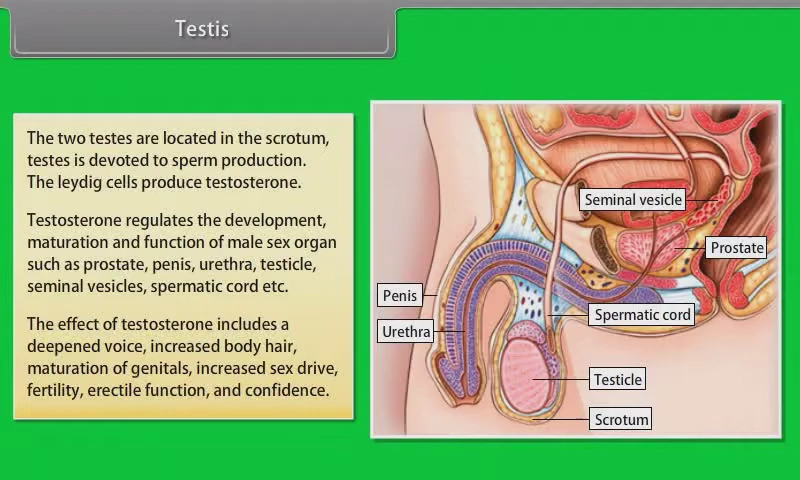 Testis
The two testes are located in the scrotum,
testes is devoted to sperm production.
The leydig cells produce testosterone.
Testosterone regulates the development,
maturation and function of male sex organ
such as prostate, penis, urethra, testicle,
seminal vesicles, spermatic cord etc.
The effect of testosterone includes a
deepened voice, increased body hair,
maturation of genitals, increased sex drive,
fertility, erectile function, and confidence.
Seminal vesicle
Prostate
Penis
Spermatic cord
Urethra
Testicle
Scrotum